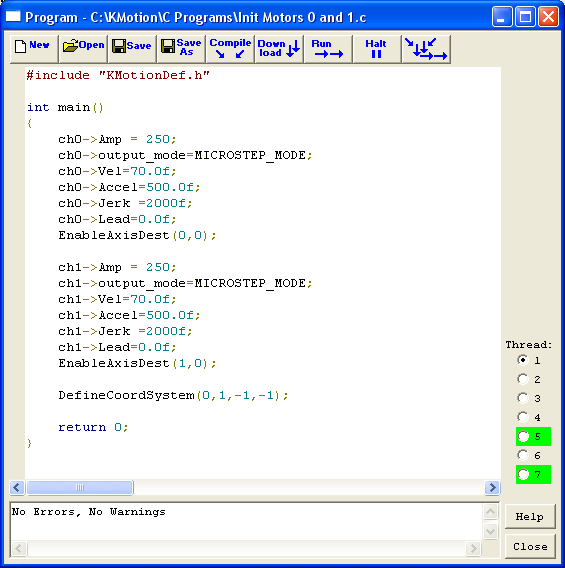 Program - C:\KMotion\C Programs\Init Motors 0 and 1.c
New Open Save Save As Compile Down load Run Halt
#include "KMotionDef.h"
int main()
{
ch0->Amp = 250;
ch0->output_mode=MICROSTEP_MODE;
ch0->Vel=70.0f;
ch0->Accel=500.0f;
ch0->Jerk =2000f;
ch0->Lead=0.0f;
EnableAxisDest(0,0);
ch1->Amp = 250;
ch1->output_mode=MICROSTEP_MODE;
ch1->Vel=70.0f;
ch1->Accel=500.0f;
ch1->Jerk =2000f;
ch1->Lead=0.0f;
EnableAxisDest(1,0);
DefineCoordSystem(0,1,-1,-1);
return 0;
}
Thread:
1
2
3
4
5
6
7
No Errors, No Warnings
Help
Close